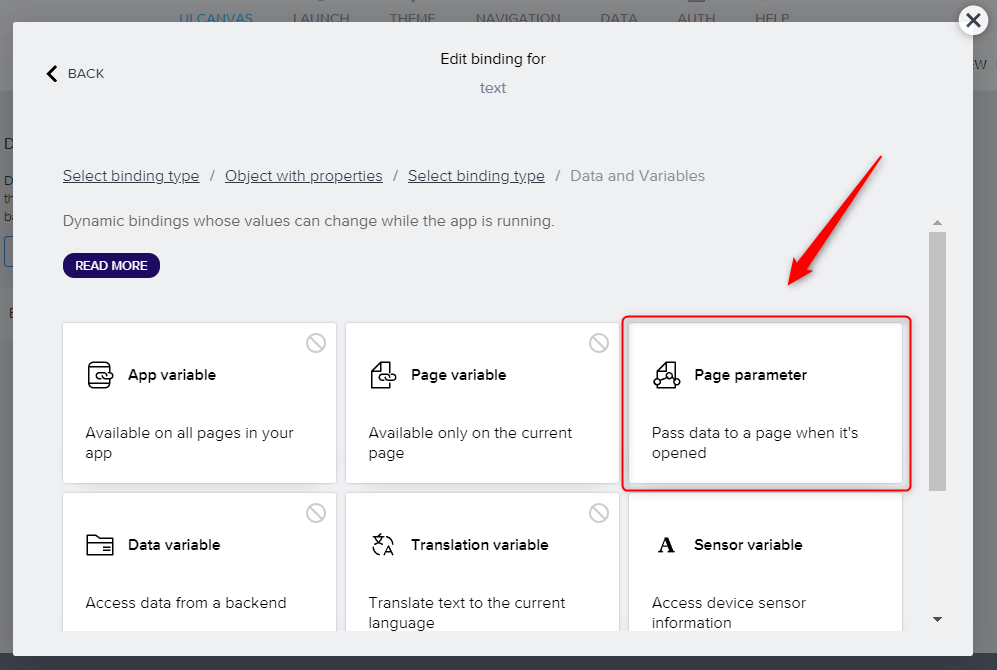 UI CANVAS LAUNCH THEME NAVIGATION DATA AUTH HELP
BACK
Edit binding for
text
Select binding type / Object with properties / Select binding type / Data and Variables
Dynamic bindings whose values can change while the app is running.
READ MORE
App variable
Available on all pages in your
app
Page variable
Available only on the current
page
Page parameter
Pass data to a page when it's
opened
Data variable
Access data from a backend
Translation variable
Translate text to the current
language
Sensor variable
Access device sensor
information